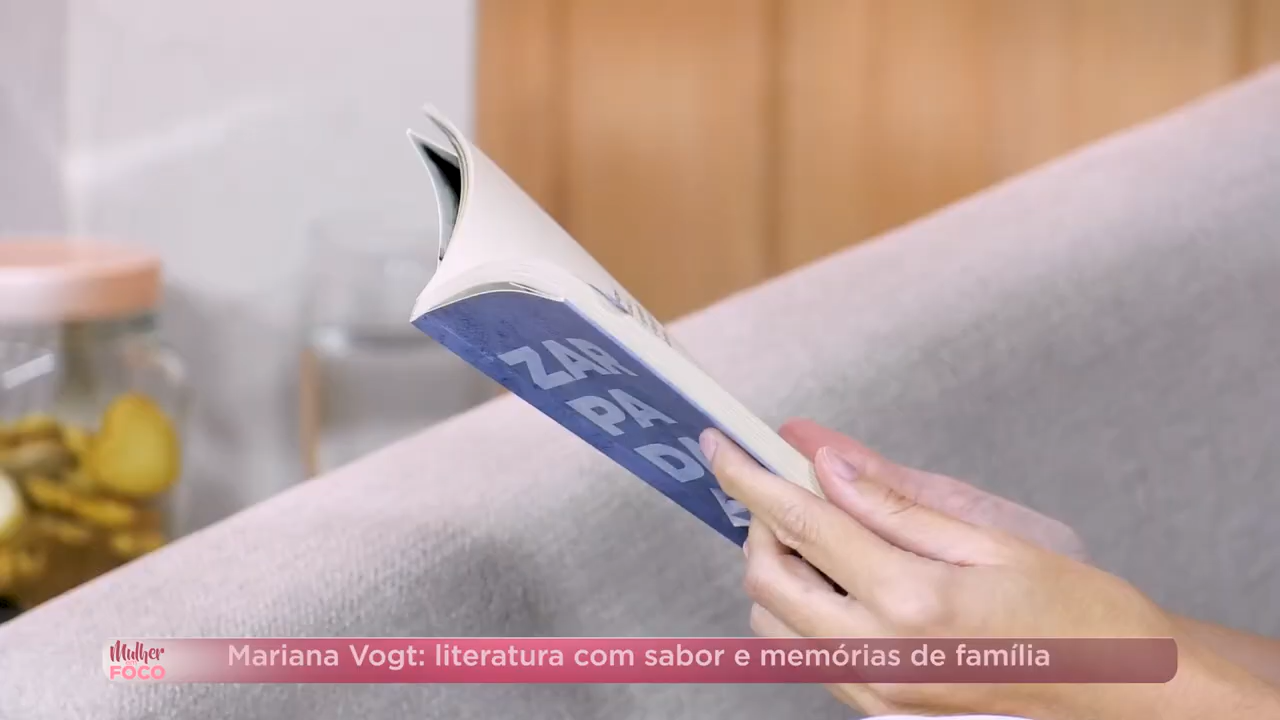 ZAR
PA
Mulher
FOCO
Mariana Vogt: literatura com sabor e memórias de família